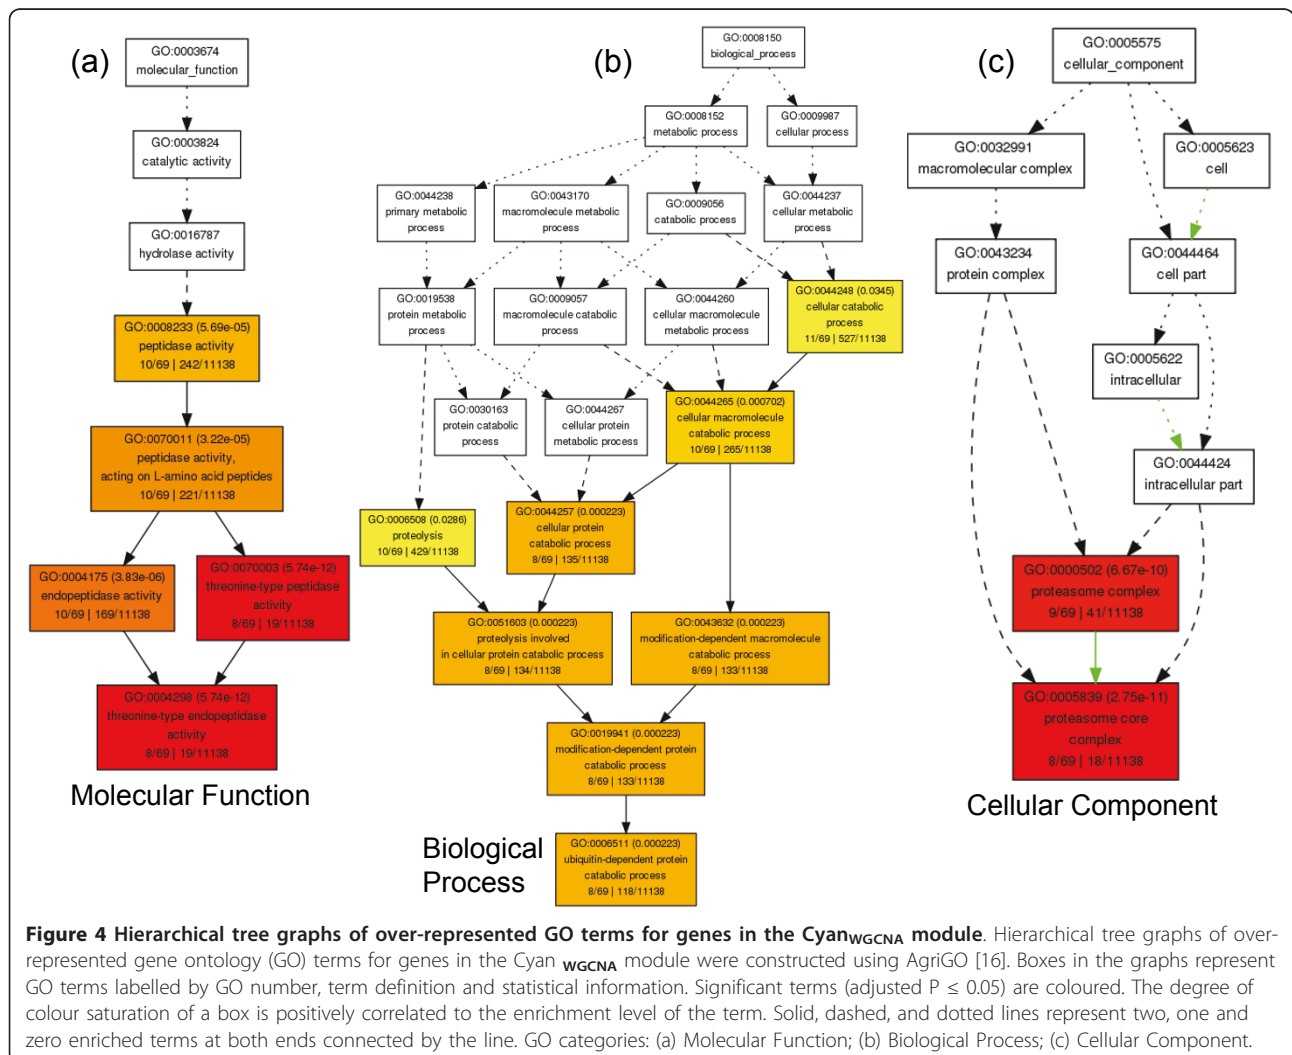 (a)
GO:0003674
molecular_function
GO:0003824
catalytic activity
GO:0016787
hydrolase activity
GO:0008233 (5.69e-05)
peptidase activity
10/69 | 242/11138
GO:0070011 (3.22e-05)
peptidase activity,
acting on L-amino acid peptides
10/69 | 221/11138
GO:0004175 (3.83e-06)
endopeptidase activity
10/69 | 169/11138
GO:0070003 (5.74e-12)
threonine-type peptidase
activity
8/69 | 19/11138
GO:0004298 (5.74e-12)
threonine-type endopeptidase
activity
8/69 | 19/11138
Molecular Function
(b)
GO:0008150
biological_process
GO:0008152
metabolic process
GO:0009987
cellular process
GO:0044238
primary metabolic
process
GO:0043170
macromolecule metabolic
process
GO:0009056
catabolic process
GO:0044237
cellular metabolic
process
GO:0019538
protein metabolic
process
GO:0009057
macromolecule catabolic
process
GO:0044260
cellular macromolecule
metabolic process
GO:0044248 (0.0345)
cellular catabolic
process
11/69 | 527/11138
GO:0030163
protein catabolic
process
GO:0044267
cellular protein
metabolic process
GO:0044265 (0.000702)
cellular macromolecule
catabolic process
10/69 | 265/11138
GO:0006508 (0.0286)
proteolysis
10/69 | 429/11138
GO:0044257 (0.000223)
cellular protein
catabolic process
8/69 | 135/11138
GO:0051603 (0.000223)
proteolysis involved
in cellular protein catabolic process
8/69 | 134/11138
GO:0043632 (0.000223)
modification-dependent macromolecule
catabolic process
8/69 | 133/11138
GO:0019941 (0.000223)
modification-dependent protein
catabolic process
8/69 | 133/11138
GO:0006511 (0.000223)
ubiquitin-dependent protein
catabolic process
8/69 | 118/11138
Biological
Process
(c)
GO:0005575
cellular_component
GO:0032991
macromolecular complex
GO:0005623
cell
GO:0043234
protein complex
GO:0044464
cell part
GO:0005622
intracellular
GO:0044424
intracellular part
GO:0000502 (6.67e-10)
proteasome complex
9/69 | 41/11138
GO:0005839 (2.75e-11)
proteasome core
complex
8/69 | 18/11138
Cellular Component
Figure 4 Hierarchical tree graphs of over-represented GO terms for genes in the CyanWGCNA module. Hierarchical tree graphs of over-
represented gene ontology (GO) terms for genes in the Cyan WGCNA module were constructed using AgriGO [16]. Boxes in the graphs represent
GO terms labelled by GO number, term definition and statistical information. Significant terms (adjusted P ≤ 0.05) are coloured. The degree of
colour saturation of a box is positively correlated to the enrichment level of the term. Solid, dashed, and dotted lines represent two, one and
zero enriched terms at both ends connected by the line. GO categories: (a) Molecular Function; (b) Biological Process; (c) Cellular Component.